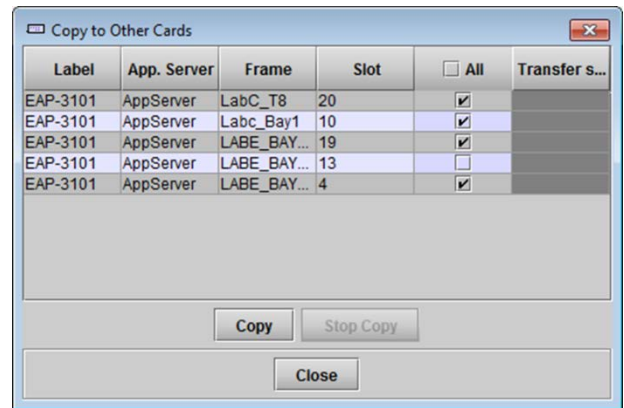 Copy to Other Cards
Label App. Server Frame Slot All Transfer s...
EAP-3101 AppServer LabC_T8 20
EAP-3101 AppServer Labc_Bay1 10
EAP-3101 AppServer LABE_BAY... 19
EAP-3101 AppServer LABE_BAY... 13
EAP-3101 AppServer LABE_BAY... 4
Copy Stop Copy
Close